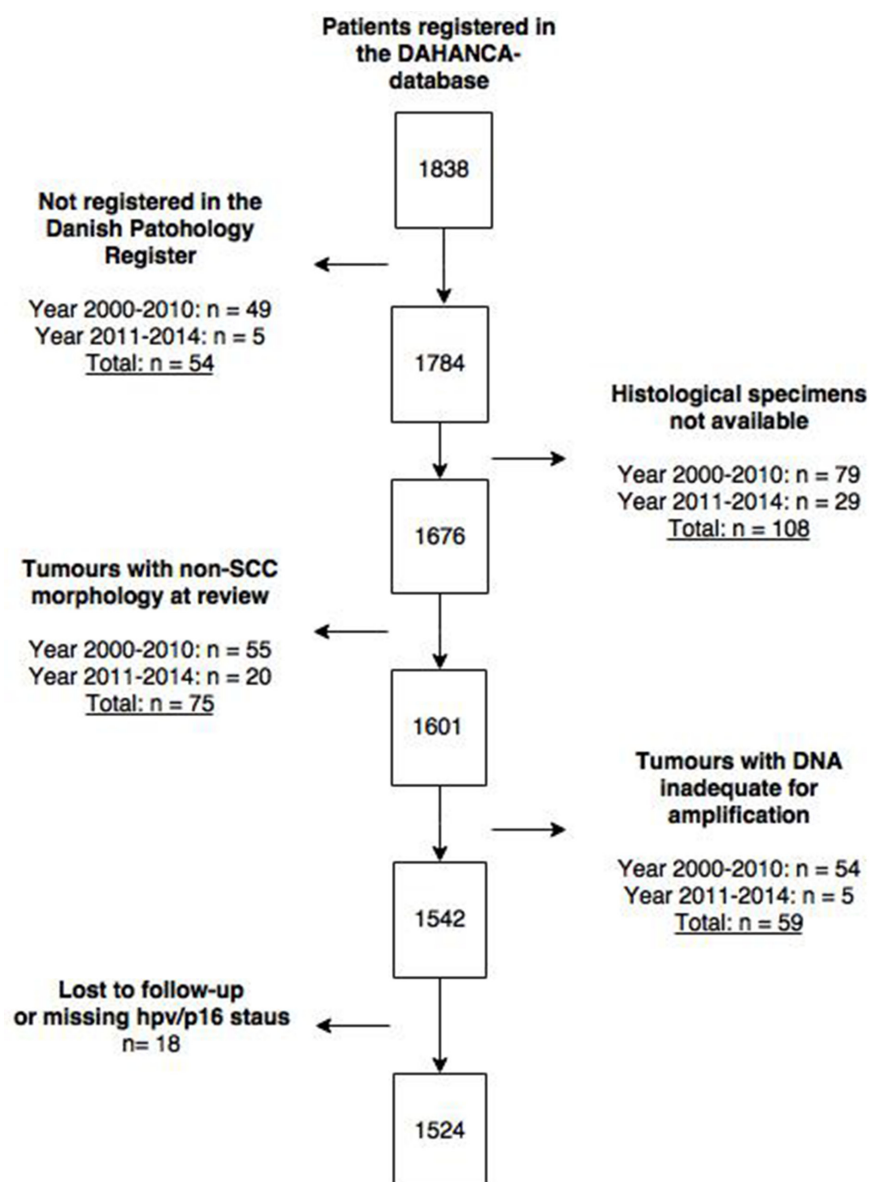 Patients registered in
the DAHANCA-
database
1838
Not registered in the
Danish Patohology
Register
Year 2000-2010: n = 49
Year 2011-2014: n = 5
Total: n = 54
1784
Histological specimens
not available
Year 2000-2010: n = 79
Year 2011-2014: n = 29
Total: n = 108
1676
Tumours with non-SCC
morphology at review
Year 2000-2010: n = 55
Year 2011-2014: n = 20
Total: n = 75
1601
Tumours with DNA
inadequate for
amplification
Year 2000-2010: n = 54
Year 2011-2014: n = 5
Total: n = 59
1542
Lost to follow-up
or missing hpv/p16 staus
n= 18
1524